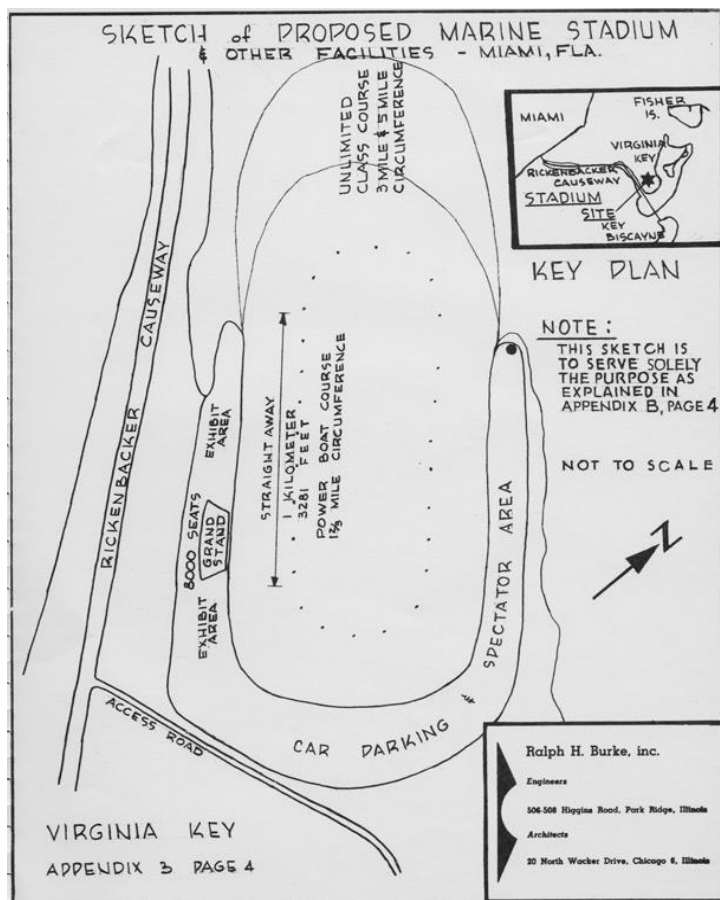 SKETCH of PROPOSED MARINE STADIUM
& OTHER FACILITIES - MIAMI, FLA.
UNLIMITED
CLASS COURSE
3 MILE & 5 MILE
CIRCUMFERENCE
MIAMI
FISHER
IS.
VIRGINIA
KEY
RICKENBACKER
CAUSEWAY
STADIUM
SITE
KEY
BISCAYNE
KEY PLAN
NOTE:
THIS SKETCH IS
TO SERVE SOLELY
THE PURPOSE AS
EXPLAINED IN
APPENDIX B, PAGE 4
NOT TO SCALE
N
RICKENBACKER CAUSEWAY
EXHIBIT
AREA
8000 SEATS
GRAND
STAND
EXHIBIT
AREA
STRAIGHT AWAY
1 KILOMETER
3281 FEET
POWER BOAT COURSE
1⅔ MILE CIRCUMFERENCE
CAR PARKING & SPECTATOR AREA
ACCESS ROAD
VIRGINIA KEY
APPENDIX B PAGE 4
Ralph H. Burke, inc.
Engineers
506-508 Higgins Road, Park Ridge, Illinois
Architects
20 North Wacker Drive, Chicago 6, Illinois